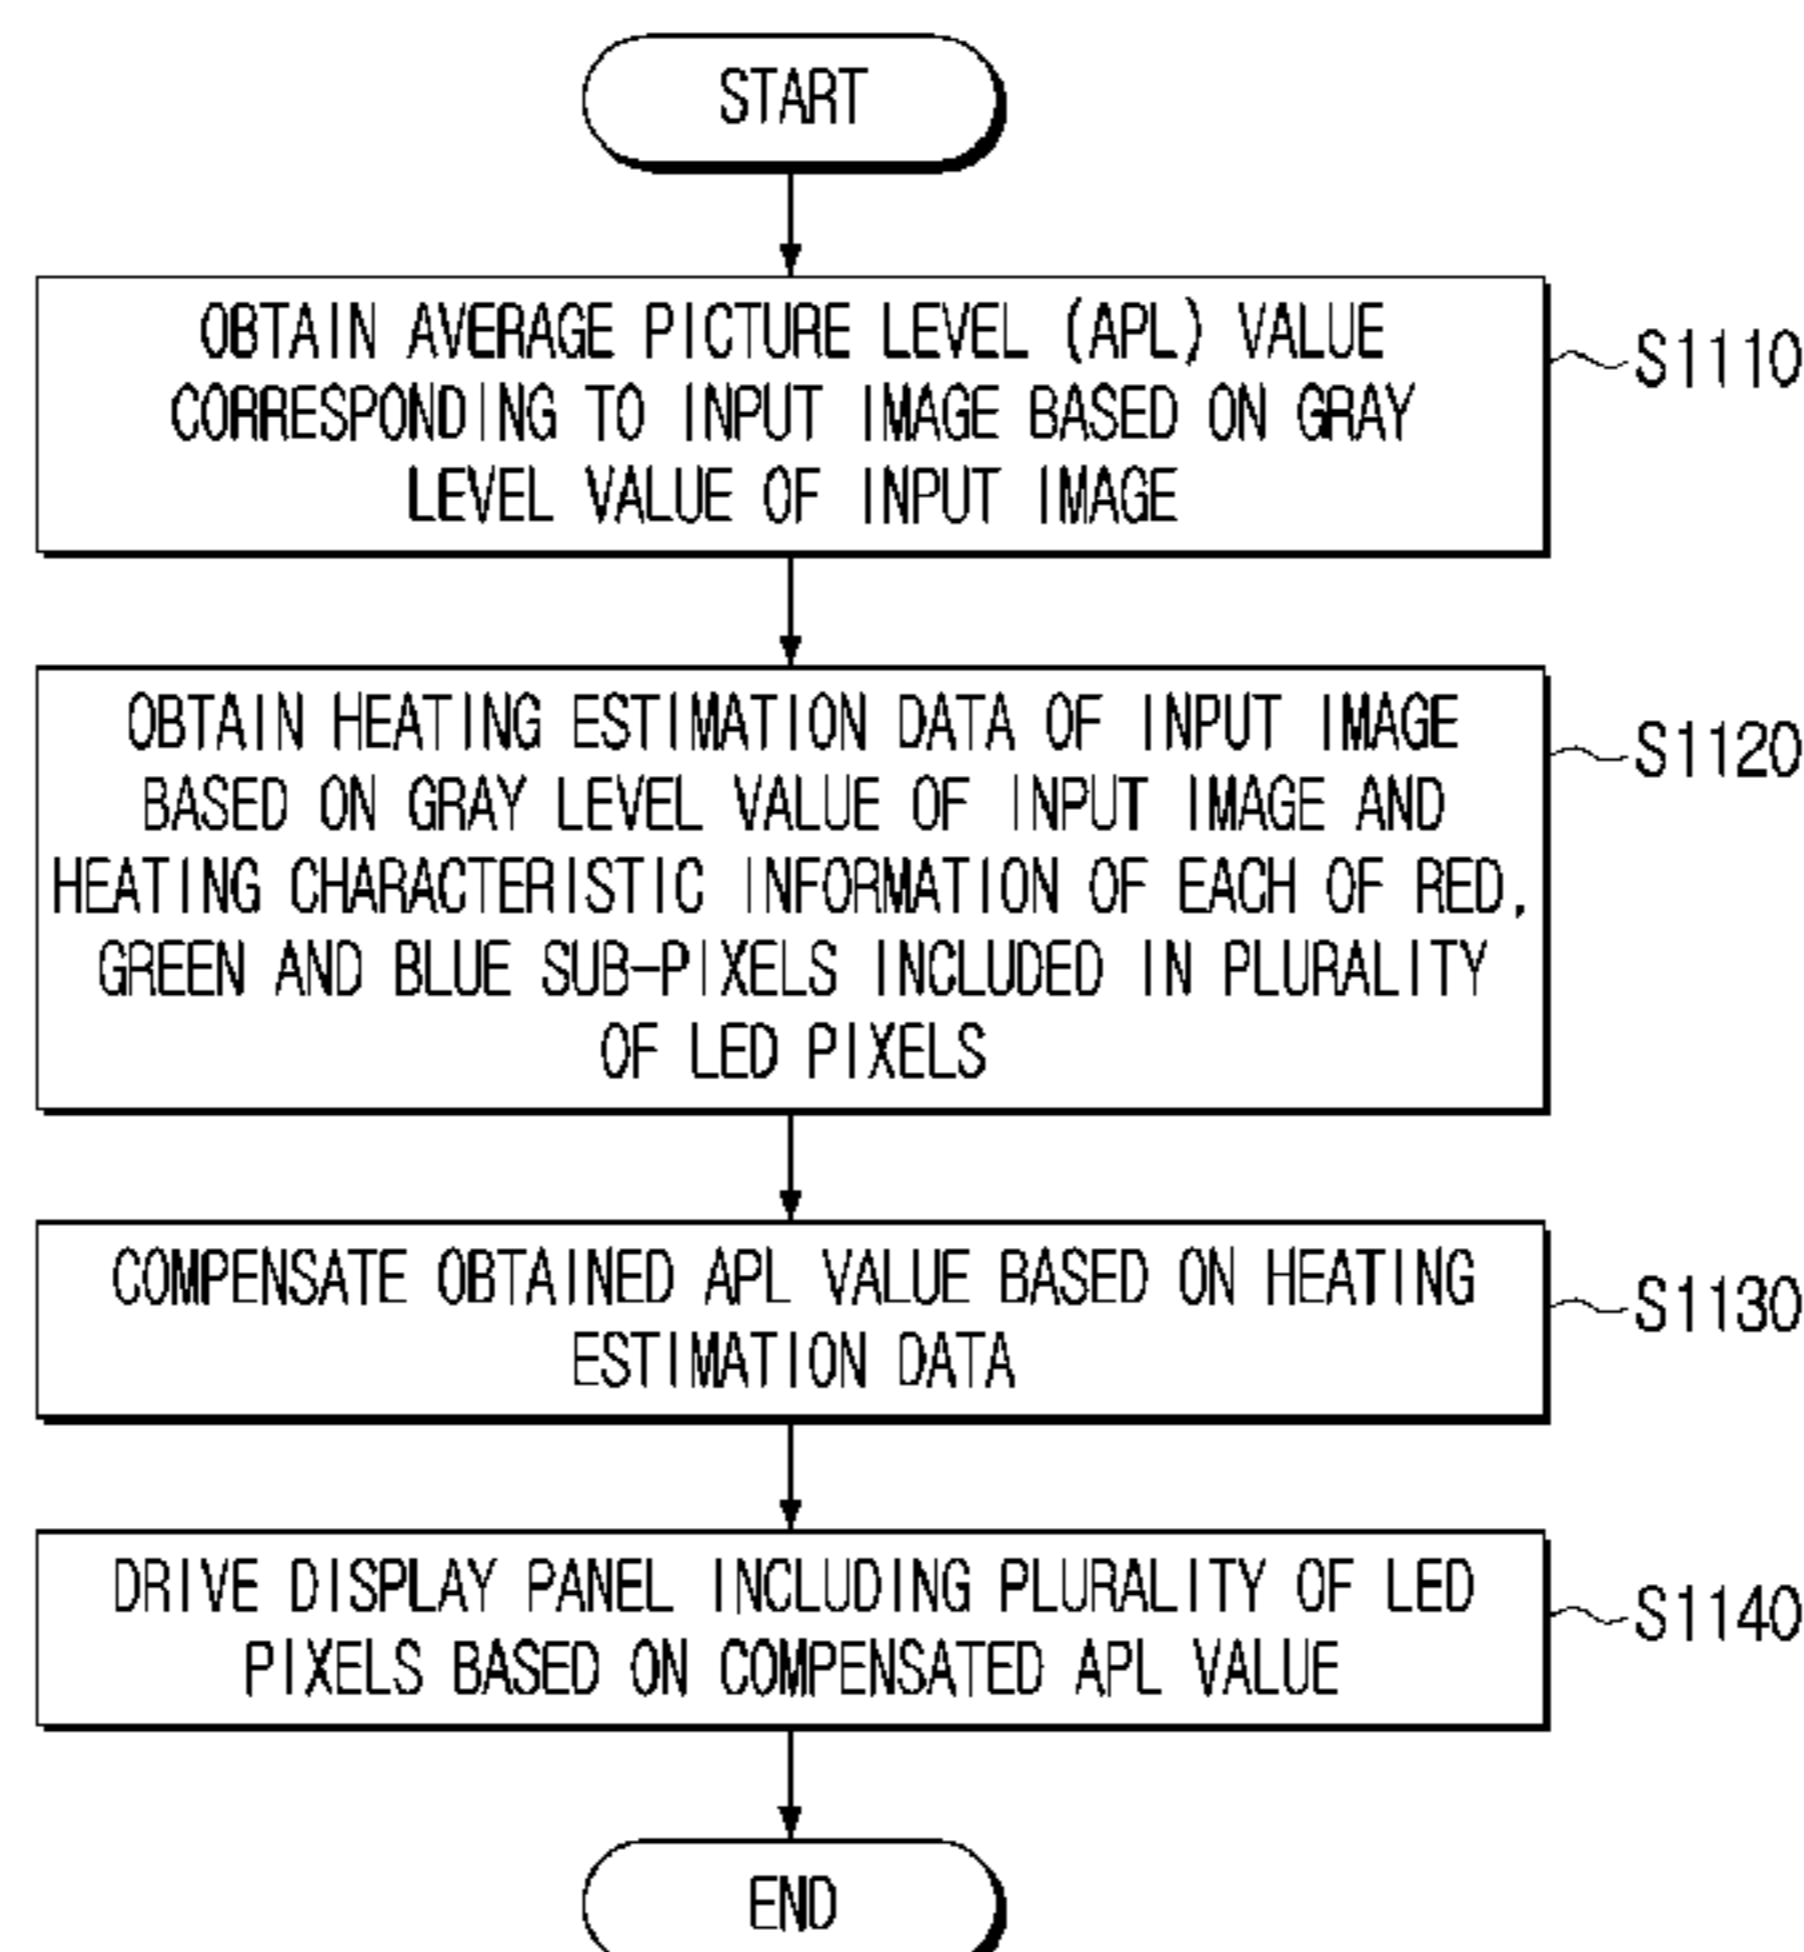 START
OBTAIN AVERAGE PICTURE LEVEL (APL) VALUE
CORRESPONDING TO INPUT IMAGE BASED ON GRAY
LEVEL VALUE OF INPUT IMAGE
S1110
OBTAIN HEATING ESTIMATION DATA OF INPUT IMAGE
BASED ON GRAY LEVEL VALUE OF INPUT IMAGE AND
HEATING CHARACTERISTIC INFORMATION OF EACH OF RED,
GREEN AND BLUE SUB-PIXELS INCLUDED IN PLURALITY
OF LED PIXELS
S1120
COMPENSATE OBTAINED APL VALUE BASED ON HEATING
ESTIMATION DATA
S1130
DRIVE DISPLAY PANEL INCLUDING PLURALITY OF LED
PIXELS BASED ON COMPENSATED APL VALUE
S1140
END